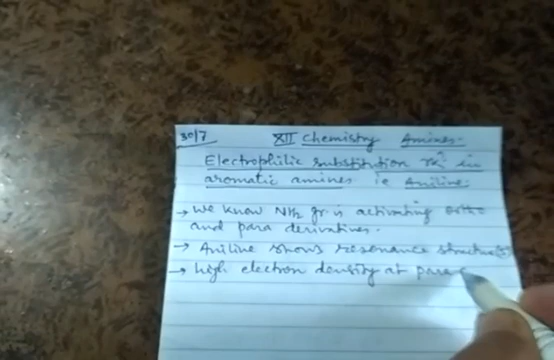 30/7 XII Chemistry Amines.
Electrophilic substitution rxn in
aromatic amines ie Aniline.
→ We know NH2 gr is activating ortho
and para derivatives.
→ Aniline shows resonance structure
→ high electron density at para